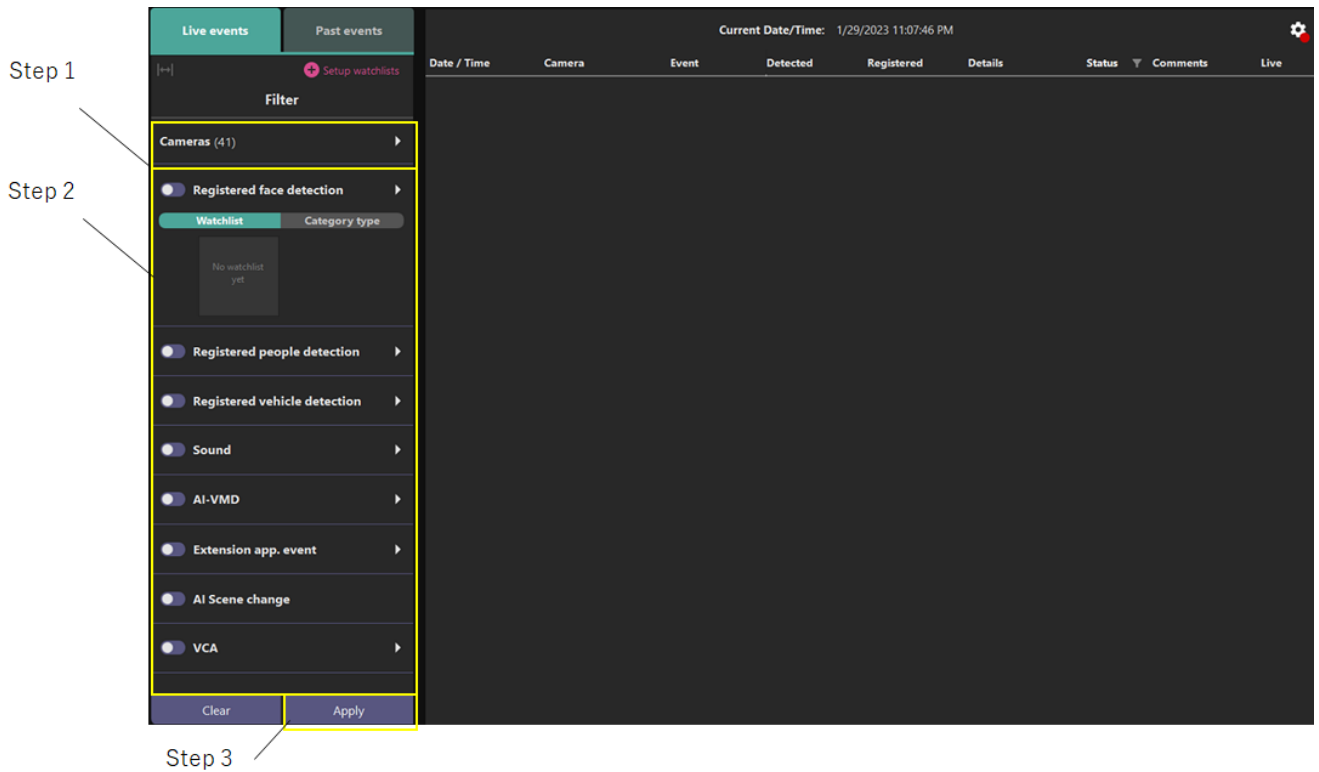 Live events
Past events
Current Date/Time: 1/29/2023 11:07:46 PM
Step 1
Setup watchlists
Date / Time Camera Event Detected Registered Details Status Comments Live
Filter
Cameras (41)
Step 2
Registered face detection
Watchlist Category type
No watchlist
yet
Registered people detection
Registered vehicle detection
Sound
AI-VMD
Extension app. event
AI Scene change
VCA
Clear Apply
Step 3